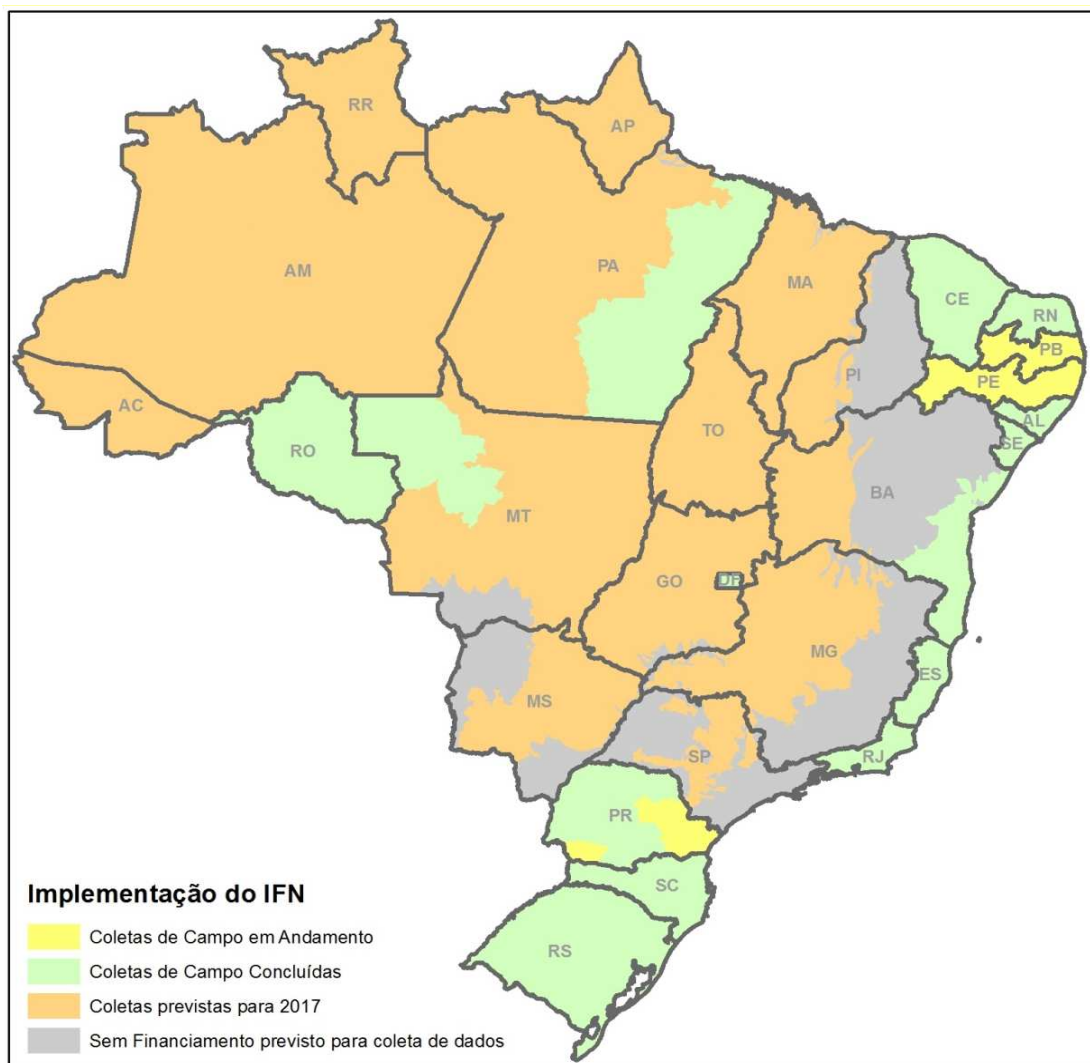 RR
AP
AM
PA
MA
CE
RN
PB
PI
PE
AC
AL
TO
SE
RO
BA
MT
DF
GO
MG
ES
MS
SP
RJ
PR
SC
RS
Implementação do IFN
Coletas de Campo em Andamento
Coletas de Campo Concluídas
Coletas previstas para 2017
Sem Financiamento previsto para coleta de dados